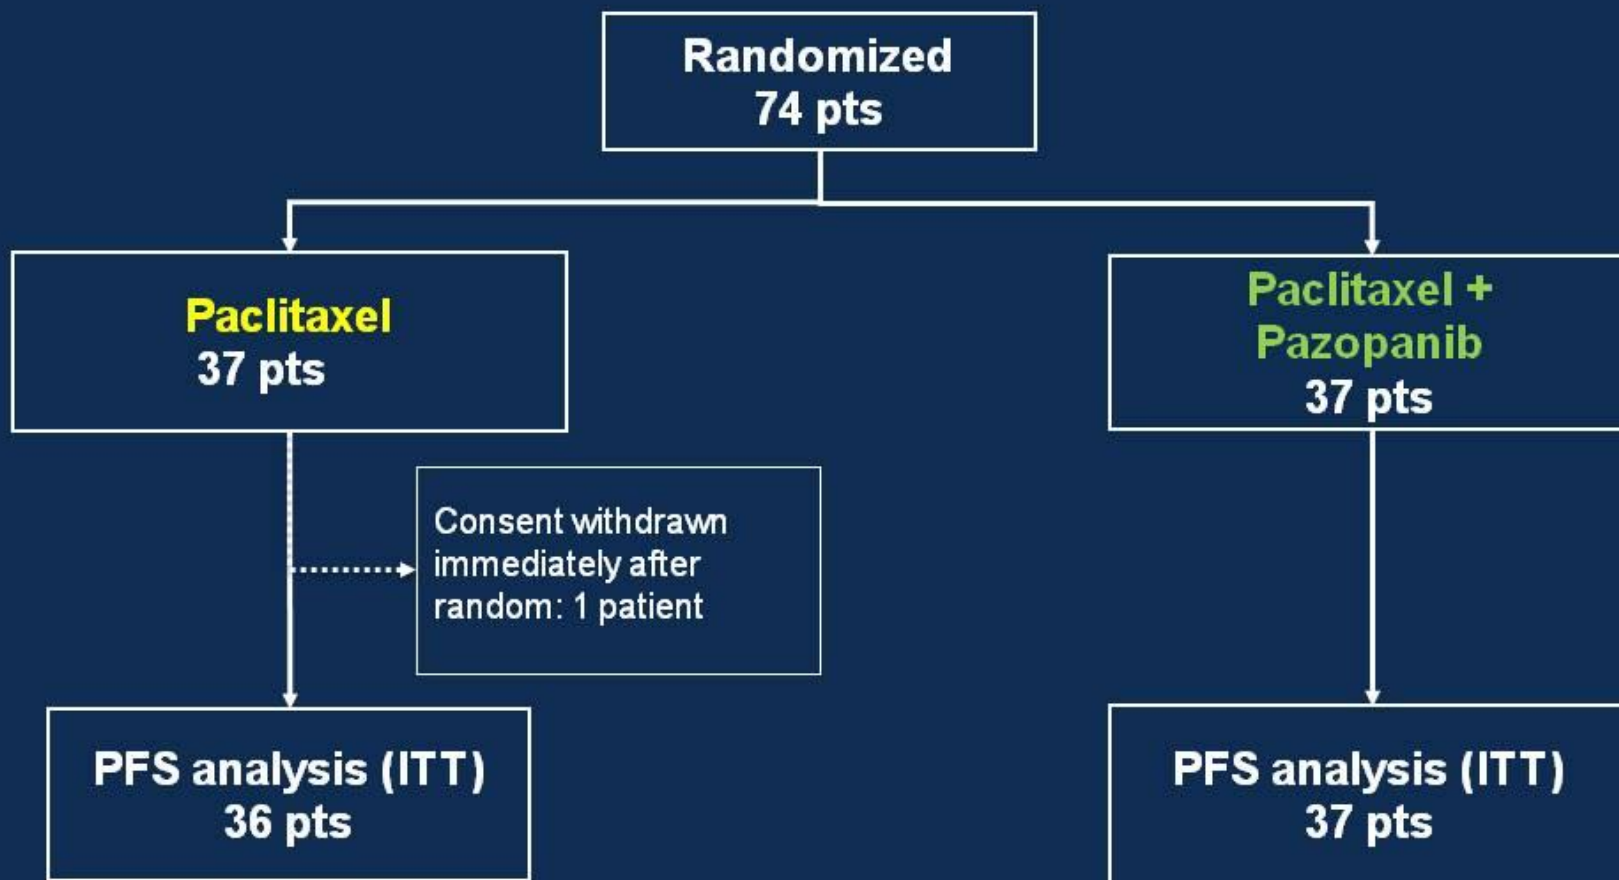 Randomized
74 pts
Paclitaxel
37 pts
Paclitaxel +
Pazopanib
37 pts
Consent withdrawn
immediately after
random: 1 patient
PFS analysis (ITT)
36 pts
PFS analysis (ITT)
37 pts